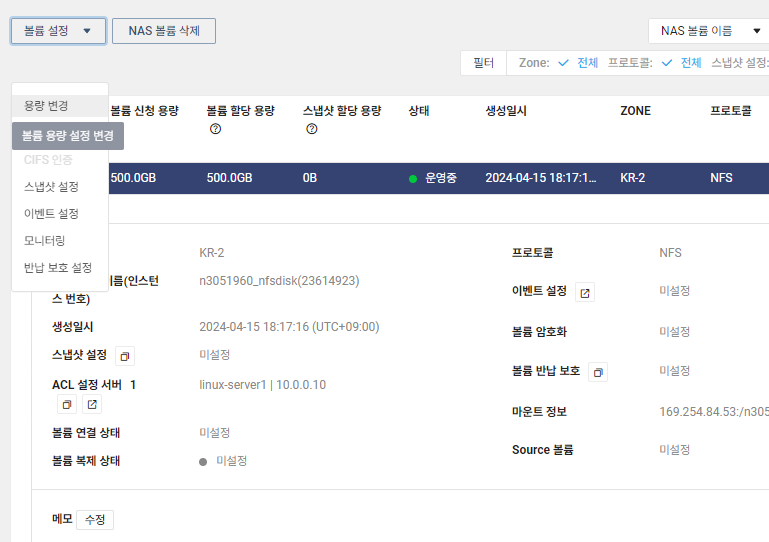 볼륨 설정 NAS 볼륨 삭제 NAS 볼륨 이름
필터 Zone: 전체 프로토콜: 전체 스냅샷 설정:
용량 변경
볼륨 용량 설정 변경
CIFS 인증
스냅샷 설정
이벤트 설정
모니터링
반납 보호 설정
볼륨 신청 용량 볼륨 할당 용량 스냅샷 할당 용량 상태 생성일시 ZONE 프로토콜
500.0GB 500.0GB 0B 운영중 2024-04-15 18:17:1... KR-2 NFS
KR-2 프로토콜 NFS
름(인스턴스 번호) n3051960_nfsdisk(23614923) 이벤트 설정 미설정
생성일시 2024-04-15 18:17:16 (UTC+09:00) 볼륨 암호화 미설정
스냅샷 설정 미설정 볼륨 반납 보호 미설정
ACL 설정 서버 1 linux-server1 | 10.0.0.10
마운트 정보 169.254.84.53:/n305
볼륨 연결 상태 미설정 Source 볼륨 미설정
볼륨 복제 상태 미설정
메모 수정